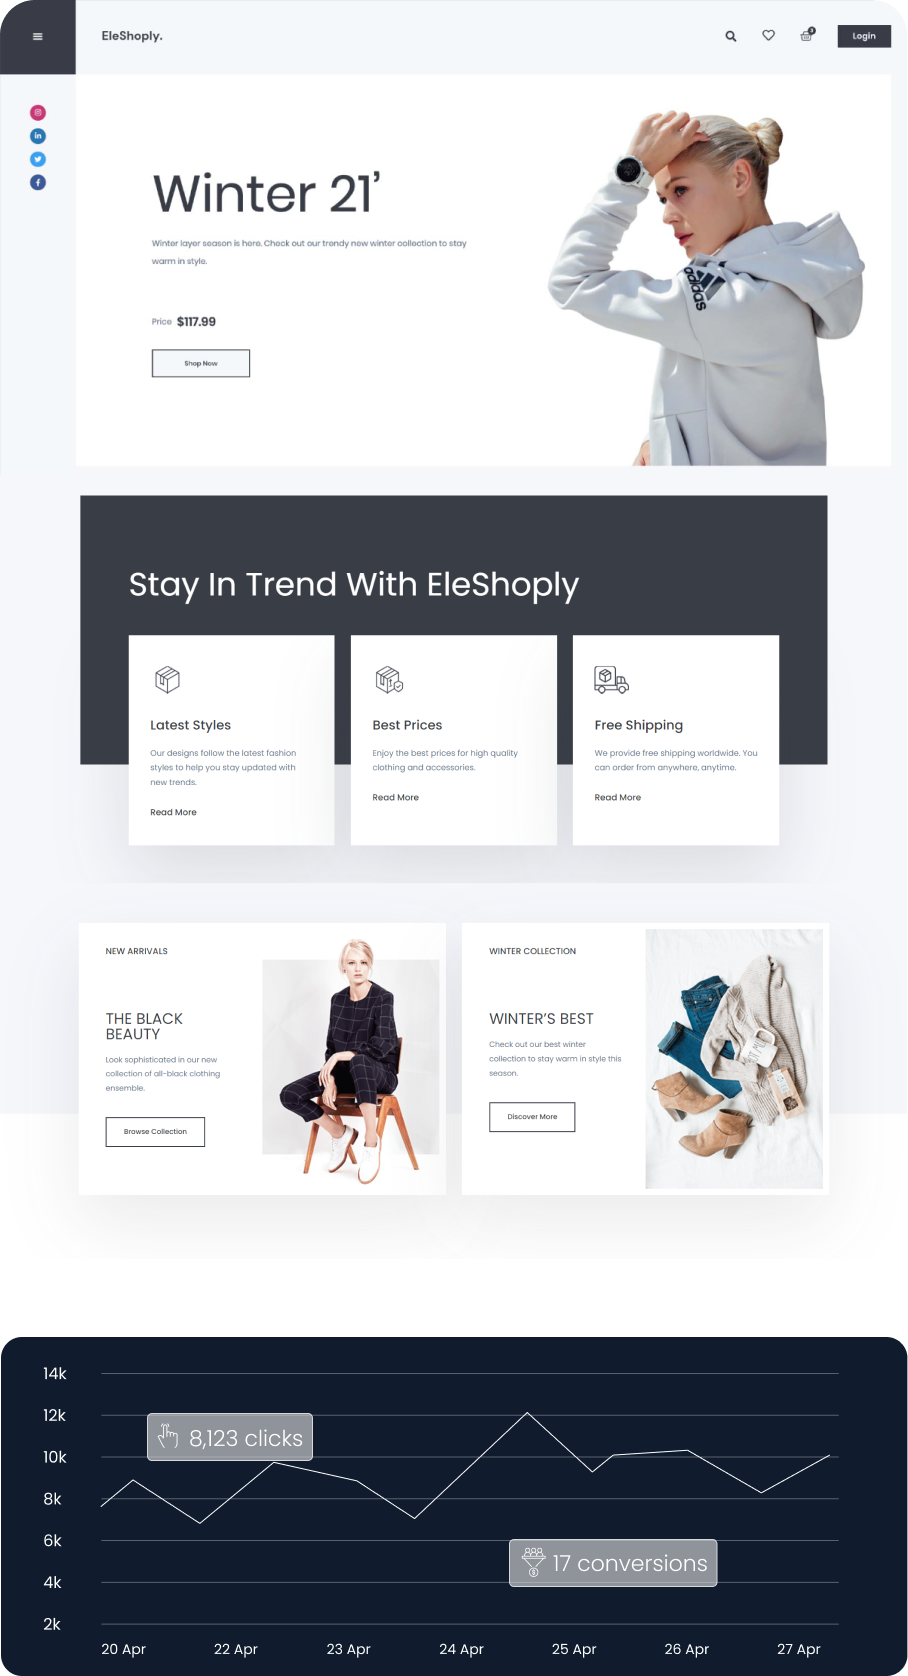 EleShoply.
Login
Winter 21’
Winter layer season is here. Check out our trendy new winter collection to stay
warm in style.
Price $117.99
Shop Now
adidas
Stay In Trend With EleShoply
Latest Styles
Our designs follow the latest fashion
styles to help you stay updated with
new trends.
Read More
Best Prices
Enjoy the best prices for high quality
clothing and accessories.
Read More
Free Shipping
We provide free shipping worldwide. You
can order from anywhere, anytime.
Read More
NEW ARRIVALS
THE BLACK
BEAUTY
Look sophisticated in our new
collection of all-black clothing
ensemble.
Browse Collection
WINTER COLLECTION
WINTER’S BEST
Check out our best winter
collection to stay warm in style this
season.
Discover More
14k
12k
10k
8k
6k
4k
2k
8,123 clicks
17 conversions
20 Apr
22 Apr
23 Apr
24 Apr
25 Apr
26 Apr
27 Apr